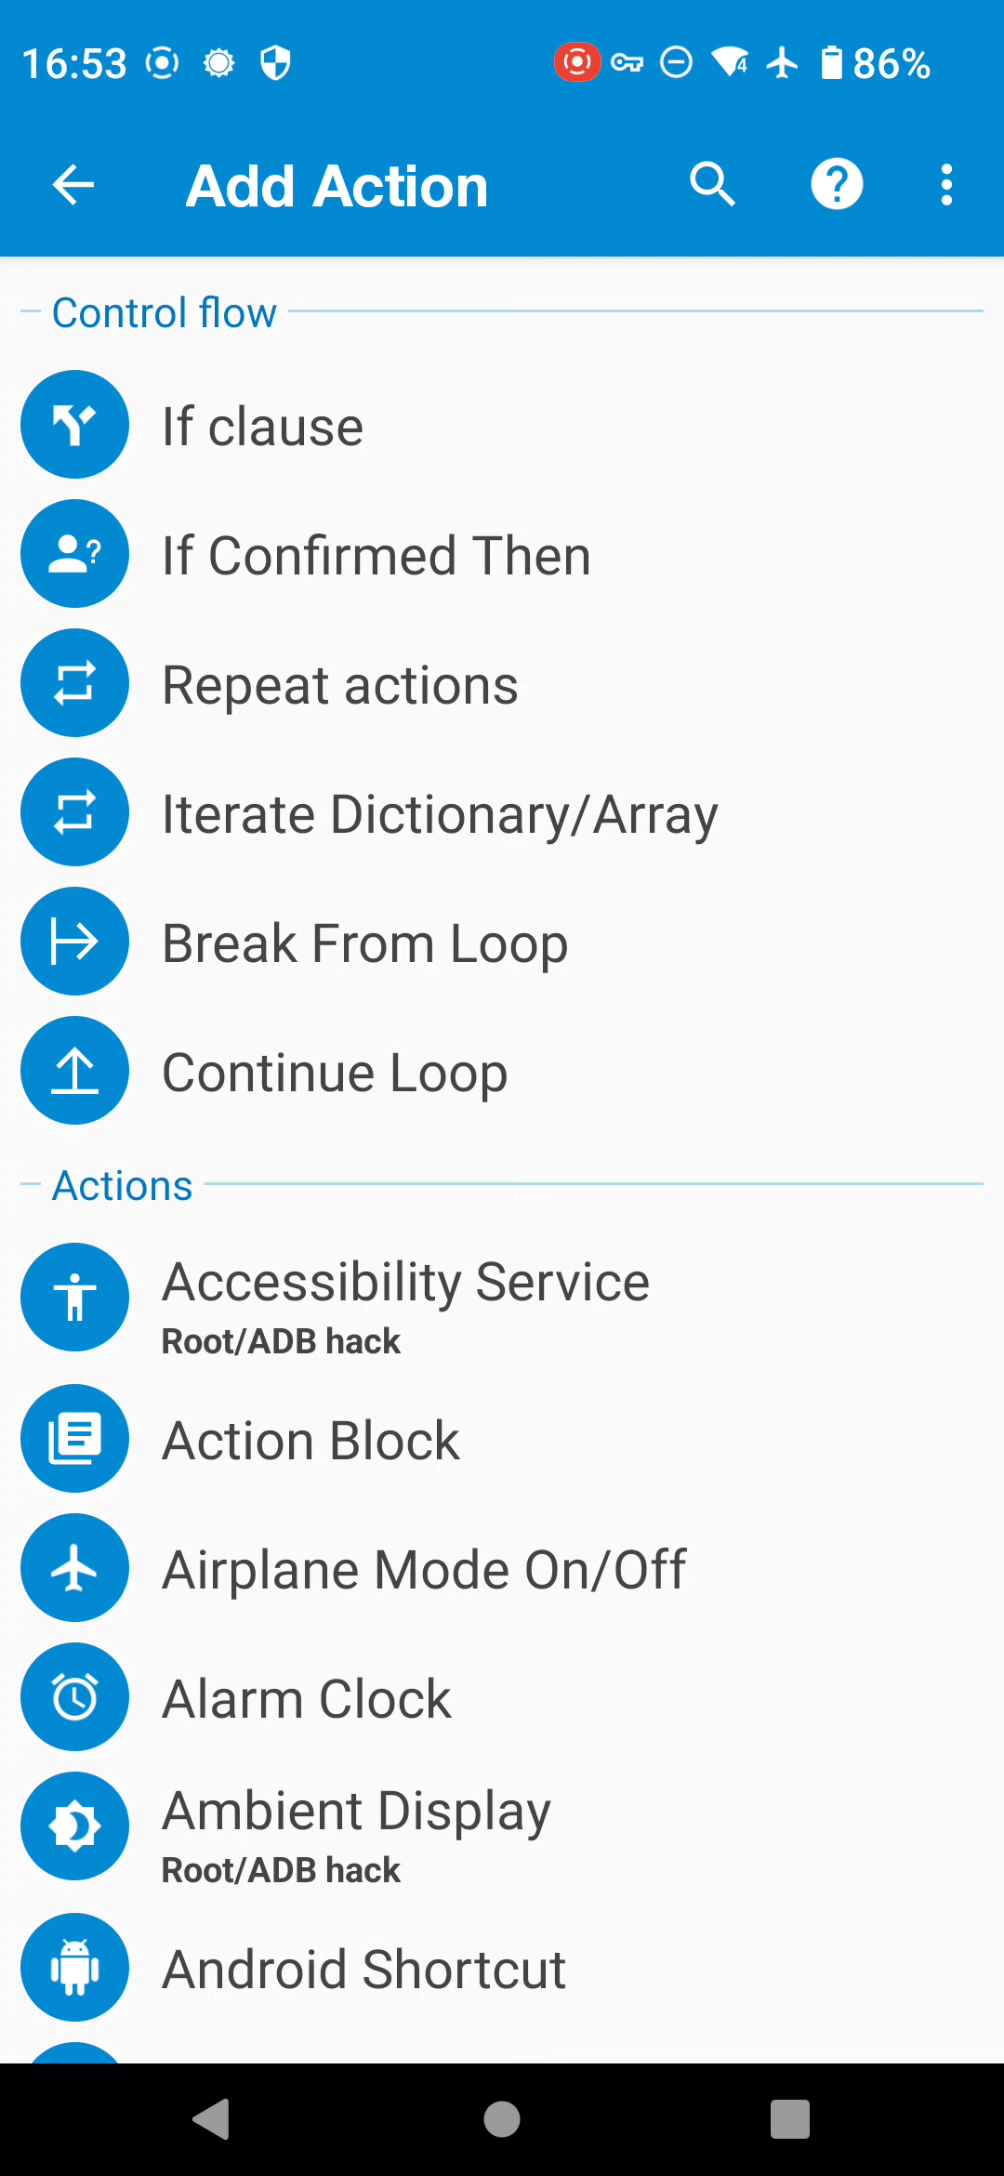 16:53 4 86%
Add Action
Control flow
If clause
If Confirmed Then
Repeat actions
Iterate Dictionary/Array
Break From Loop
Continue Loop
Actions
Accessibility Service
Root/ADB hack
Action Block
Airplane Mode On/Off
Alarm Clock
Ambient Display
Root/ADB hack
Android Shortcut